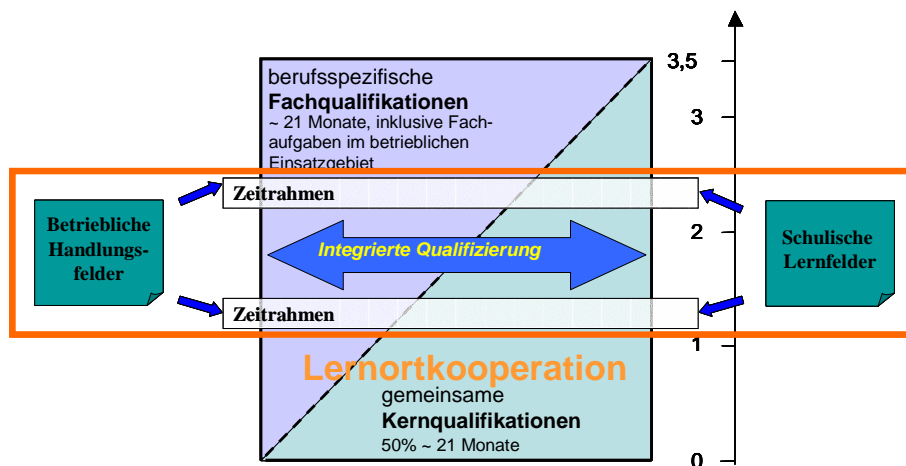 berufsspezifische
Fachqualifikationen
~ 21 Monate, inklusive Fach-
aufgaben im betrieblichen
Einsatzgebiet
Zeitrahmen
Betriebliche
Handlungs-
felder
Integrierte Qualifizierung
Schulische
Lernfelder
Zeitrahmen
Lernortkooperation
gemeinsame
Kernqualifikationen
50% ~ 21 Monate
3,5
3
2
1
0